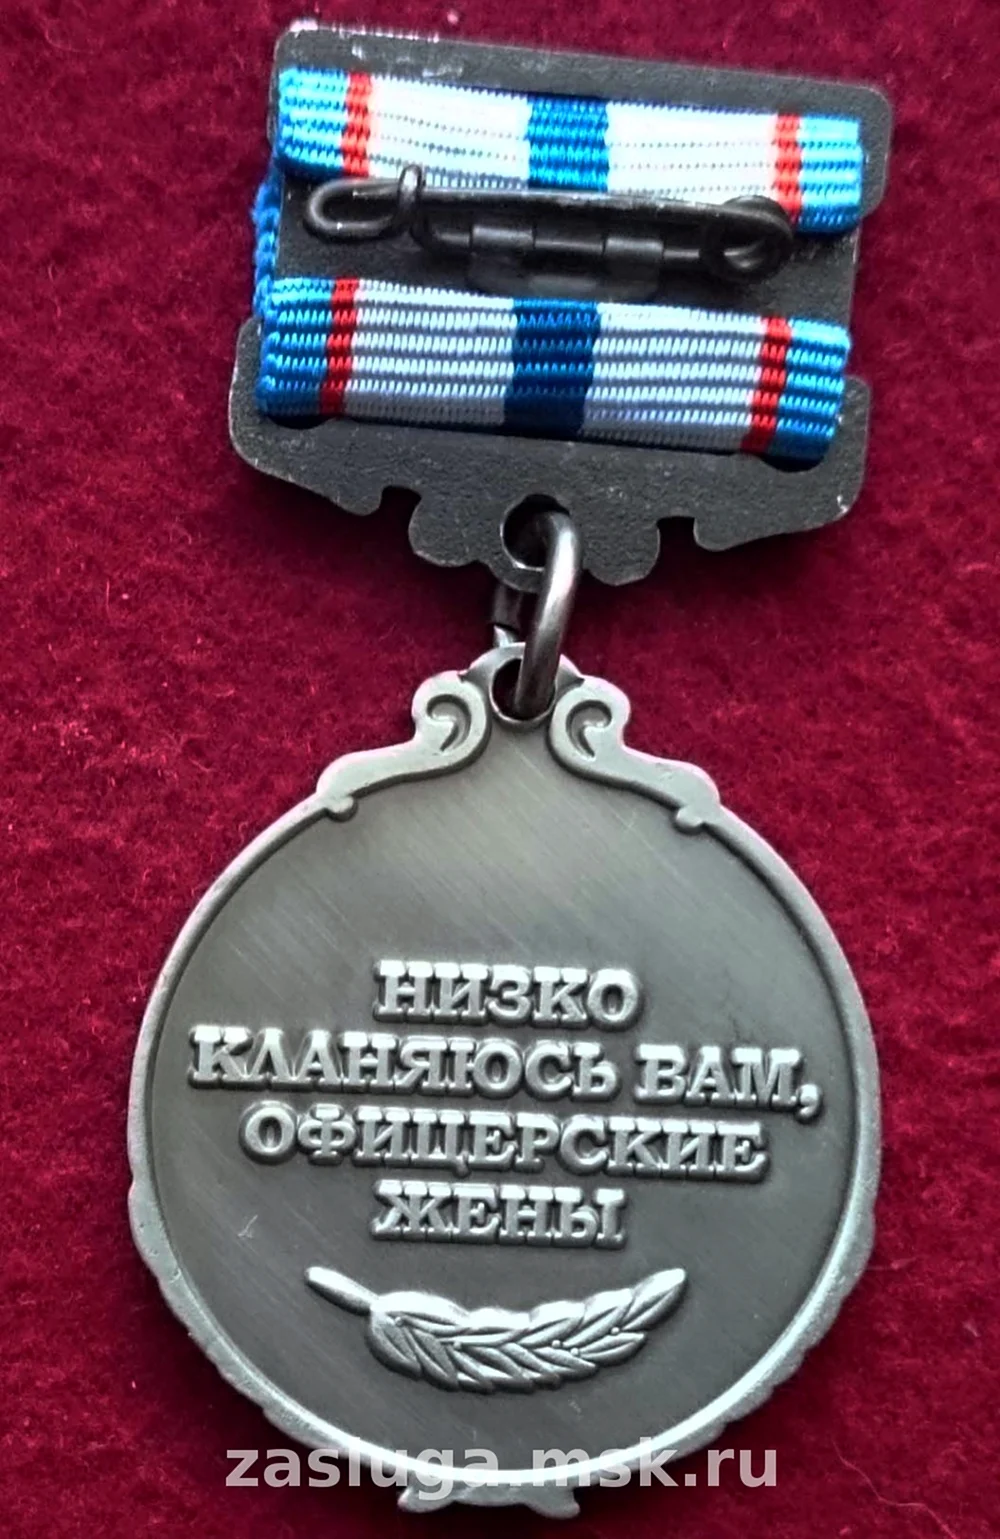 НИЗКО
КЛАНЯЮСЬ ВАМ,
ОФИЦЕРСКИЕ
ЖЕНЫ
zasluga.msk.ru